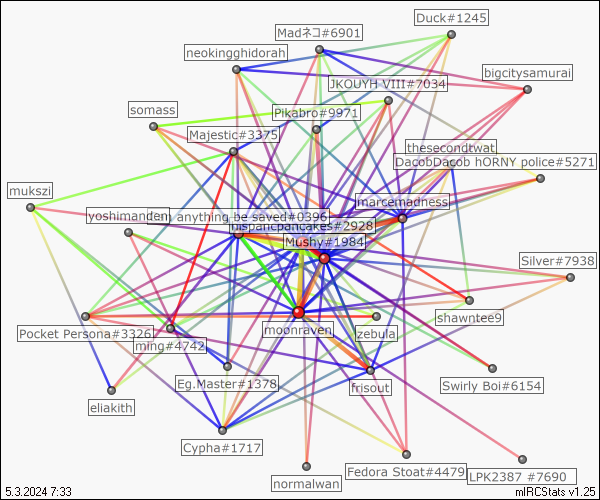 Duck#1245
Madネコ#6901
neokingghidorah
bigcitysamurai
JKOUYH VIII#7034
somass
Pikabro#9971
Majestic#3375
thesecondtwat
DacobDacob hORNY police#5271
mukszi
marcemadness
yoshimanden
anything be saved#0396
hispancpancakes#2928
Mushy#1984
Silver#7938
shawntee9
moonraven
zebula
Pocket Persona#3326
ming#4742
Eg.Master#1378
frisout
Swirly Boi#6154
eliakith
Cypha#1717
Fedora Stoat#4479
LPK2387 #7690
normalwan
5.3.2024 7:33
mIRCStats v1.25